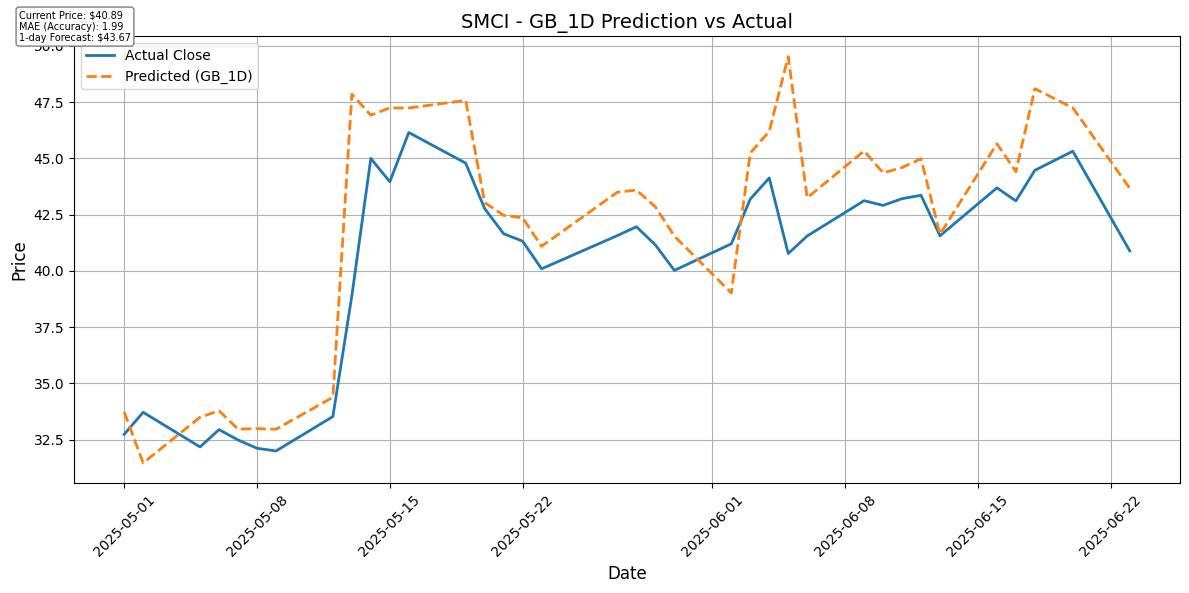 SMCI - GB_1D Prediction vs Actual
Current Price: $40.89
MAE (Accuracy): 1.99
1-day Forecast: $43.67
Actual Close
Predicted (GB_1D)
50.0
47.5
45.0
42.5
40.0
37.5
35.0
32.5
Price
2025-05-01
2025-05-08
2025-05-15
2025-05-22
2025-06-01
2025-06-08
2025-06-15
2025-06-22
Date